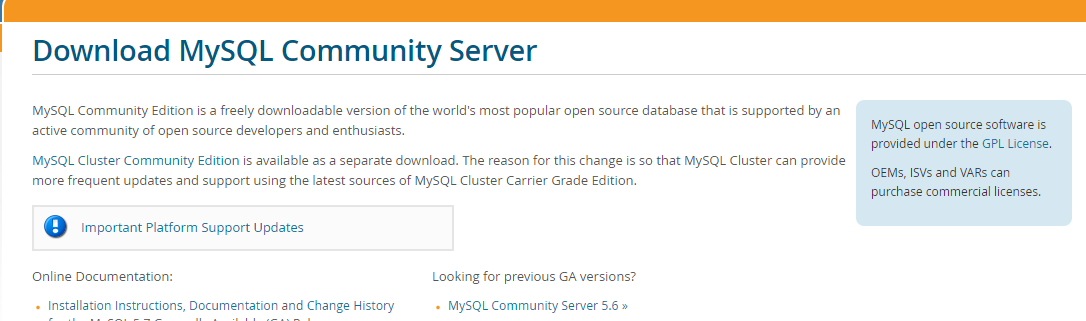 Download MySQL Community Server
MySQL Community Edition is a freely downloadable version of the world's most popular open source database that is supported by an
active community of open source developers and enthusiasts.
MySQL Cluster Community Edition is available as a separate download. The reason for this change is so that MySQL Cluster can provide
more frequent updates and support using the latest sources of MySQL Cluster Carrier Grade Edition.
MySQL open source software is
provided under the GPL License.
OEMs, ISVs and VARs can
purchase commercial licenses.
Important Platform Support Updates
Online Documentation:
Installation Instructions, Documentation and Change History
Looking for previous GA versions?
MySQL Community Server 5.6 »